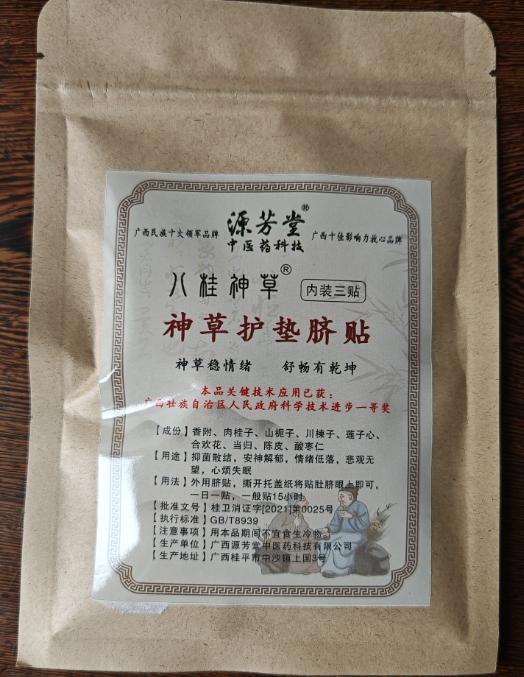 源芳堂®
广西民族十大领军品牌
中医药科技
广西十佳影响力放心品牌
八桂神草®
内装三贴
神草护垫脐贴
神草稳情绪 舒畅有乾坤
本品关键技术应用已获：
广西壮族自治区人民政府科学技术进步一等奖
【成份】香附、肉桂子、山栀子、川楝子、莲子心、
合欢花、当归、陈皮、酸枣仁
【用途】抑菌散结，安神解郁，情绪低落，悲观无
望，心烦失眠
【用法】外用脐贴，撕开托盖纸将贴肚脐眼上即可，
一日一贴，一般贴15小时
【批准文号】桂卫消证字[2021]第0025号
【执行标准】GB/T8939
【注意事项】用本品期间不宜食生冷物
【生产单位】广西源芳堂中医药科技有限公司
【生产地址】广西桂平市中沙镇上国3号